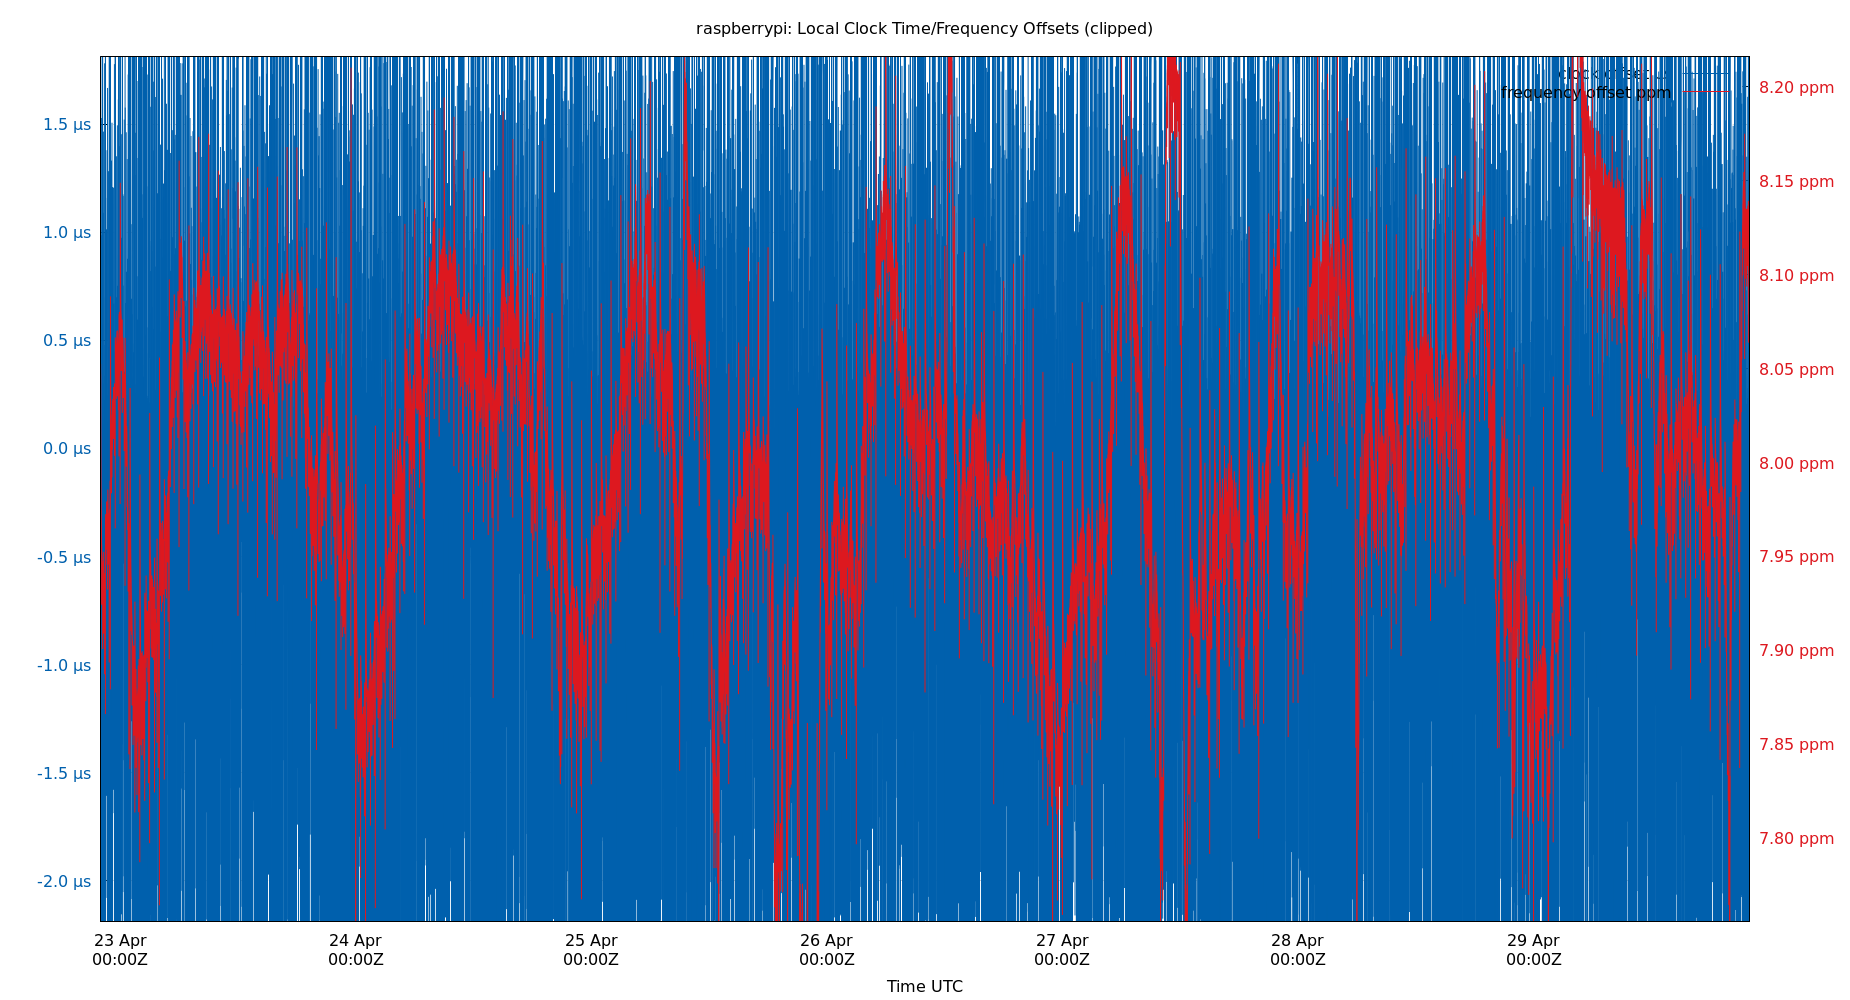 raspberrypi: Local Clock Time/Frequency Offsets (clipped)
clock offset
frequency offset ppm
1.5 µs
1.0 µs
0.5 µs
0.0 µs
-0.5 µs
-1.0 µs
-1.5 µs
-2.0 µs
8.20 ppm
8.15 ppm
8.10 ppm
8.05 ppm
8.00 ppm
7.95 ppm
7.90 ppm
7.85 ppm
7.80 ppm
23 Apr
00:00Z
24 Apr
00:00Z
25 Apr
00:00Z
26 Apr
00:00Z
27 Apr
00:00Z
28 Apr
00:00Z
29 Apr
00:00Z
Time UTC